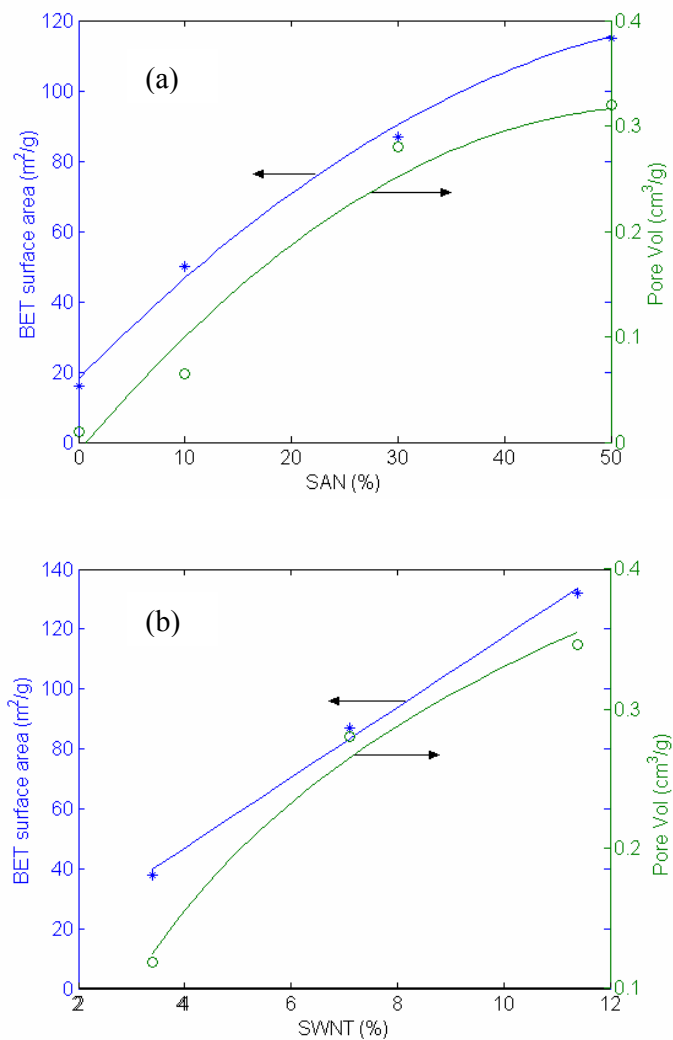 (a)
BET surface area (m²/g)
120
100
80
60
40
20
0
0.4
0.3
0.2
0.1
0
Pore Vol (cm³/g)
0 10 20 30 40 50
SAN (%)
(b)
BET surface area (m²/g)
140
120
100
80
60
40
20
0
0.4
0.3
0.2
0.1
Pore Vol (cm³/g)
2 4 6 8 10 12
SWNT (%)